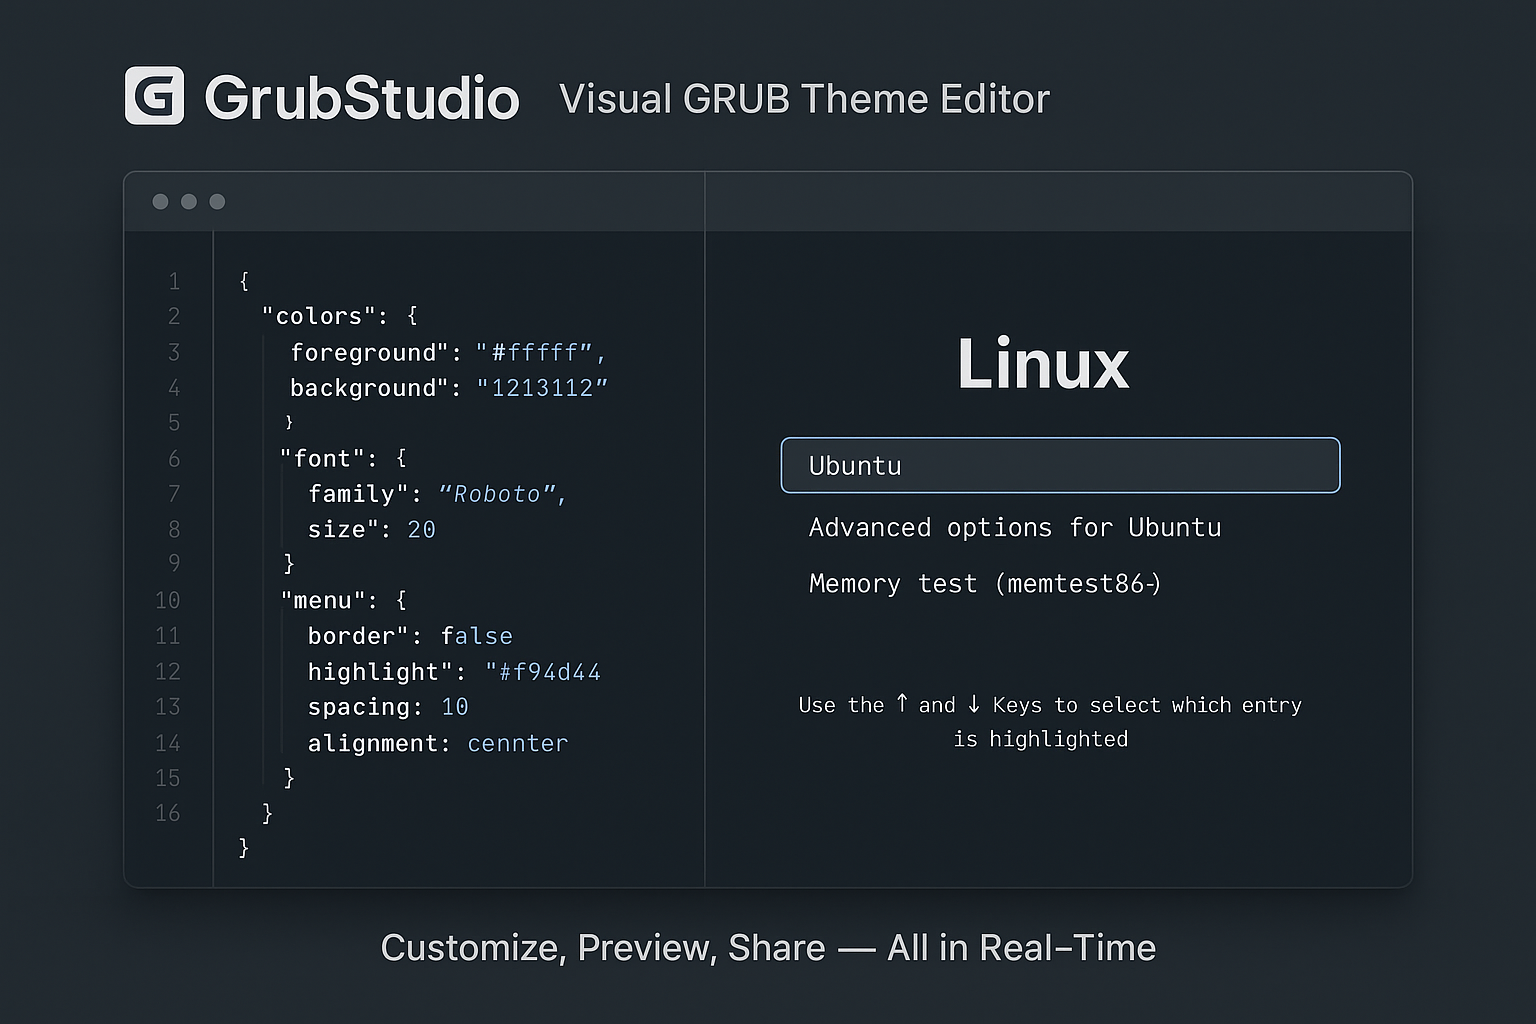 G GrubStudio Visual GRUB Theme Editor
1 {
2 "colors": {
3 foreground": "#fffff”,
4 background": "1213112”
5 }
6 "font": {
7 family": “Roboto”,
8 size": 20
9 }
10 "menu": {
11 border": false
12 highlight": "#f94d44
13 spacing: 10
14 alignment: cennter
15 }
16 }
}
Linux
Ubuntu
Advanced options for Ubuntu
Memory test (memtest86-)
Use the ↑ and ↓ Keys to select which entry
is highlighted
Customize, Preview, Share — All in Real-Time